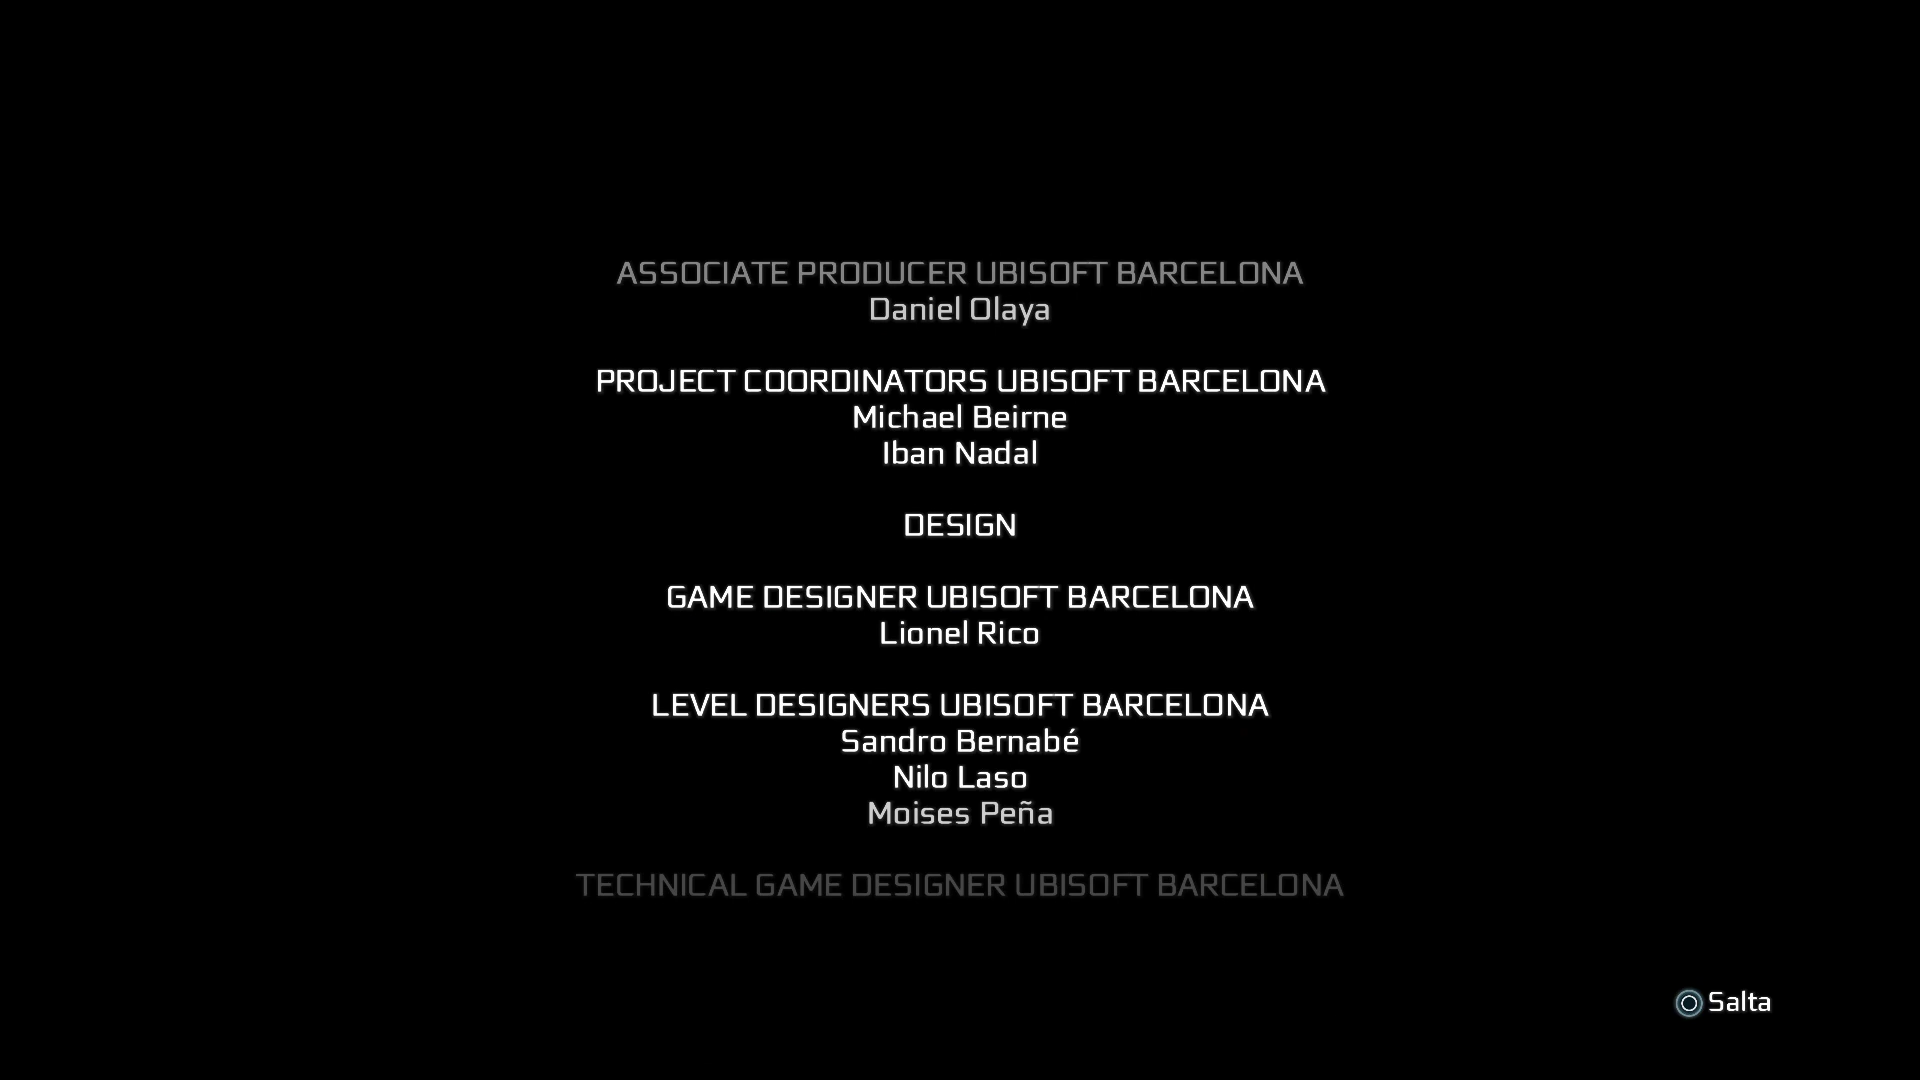 ASSOCIATE PRODUCER UBISOFT BARCELONA
Daniel Olaya
PROJECT COORDINATORS UBISOFT BARCELONA
Michael Beirne
Iban Nadal
DESIGN
GAME DESIGNER UBISOFT BARCELONA
Lionel Rico
LEVEL DESIGNERS UBISOFT BARCELONA
Sandro Bernabé
Nilo Laso
Moises Peña
TECHNICAL GAME DESIGNER UBISOFT BARCELONA
Salta